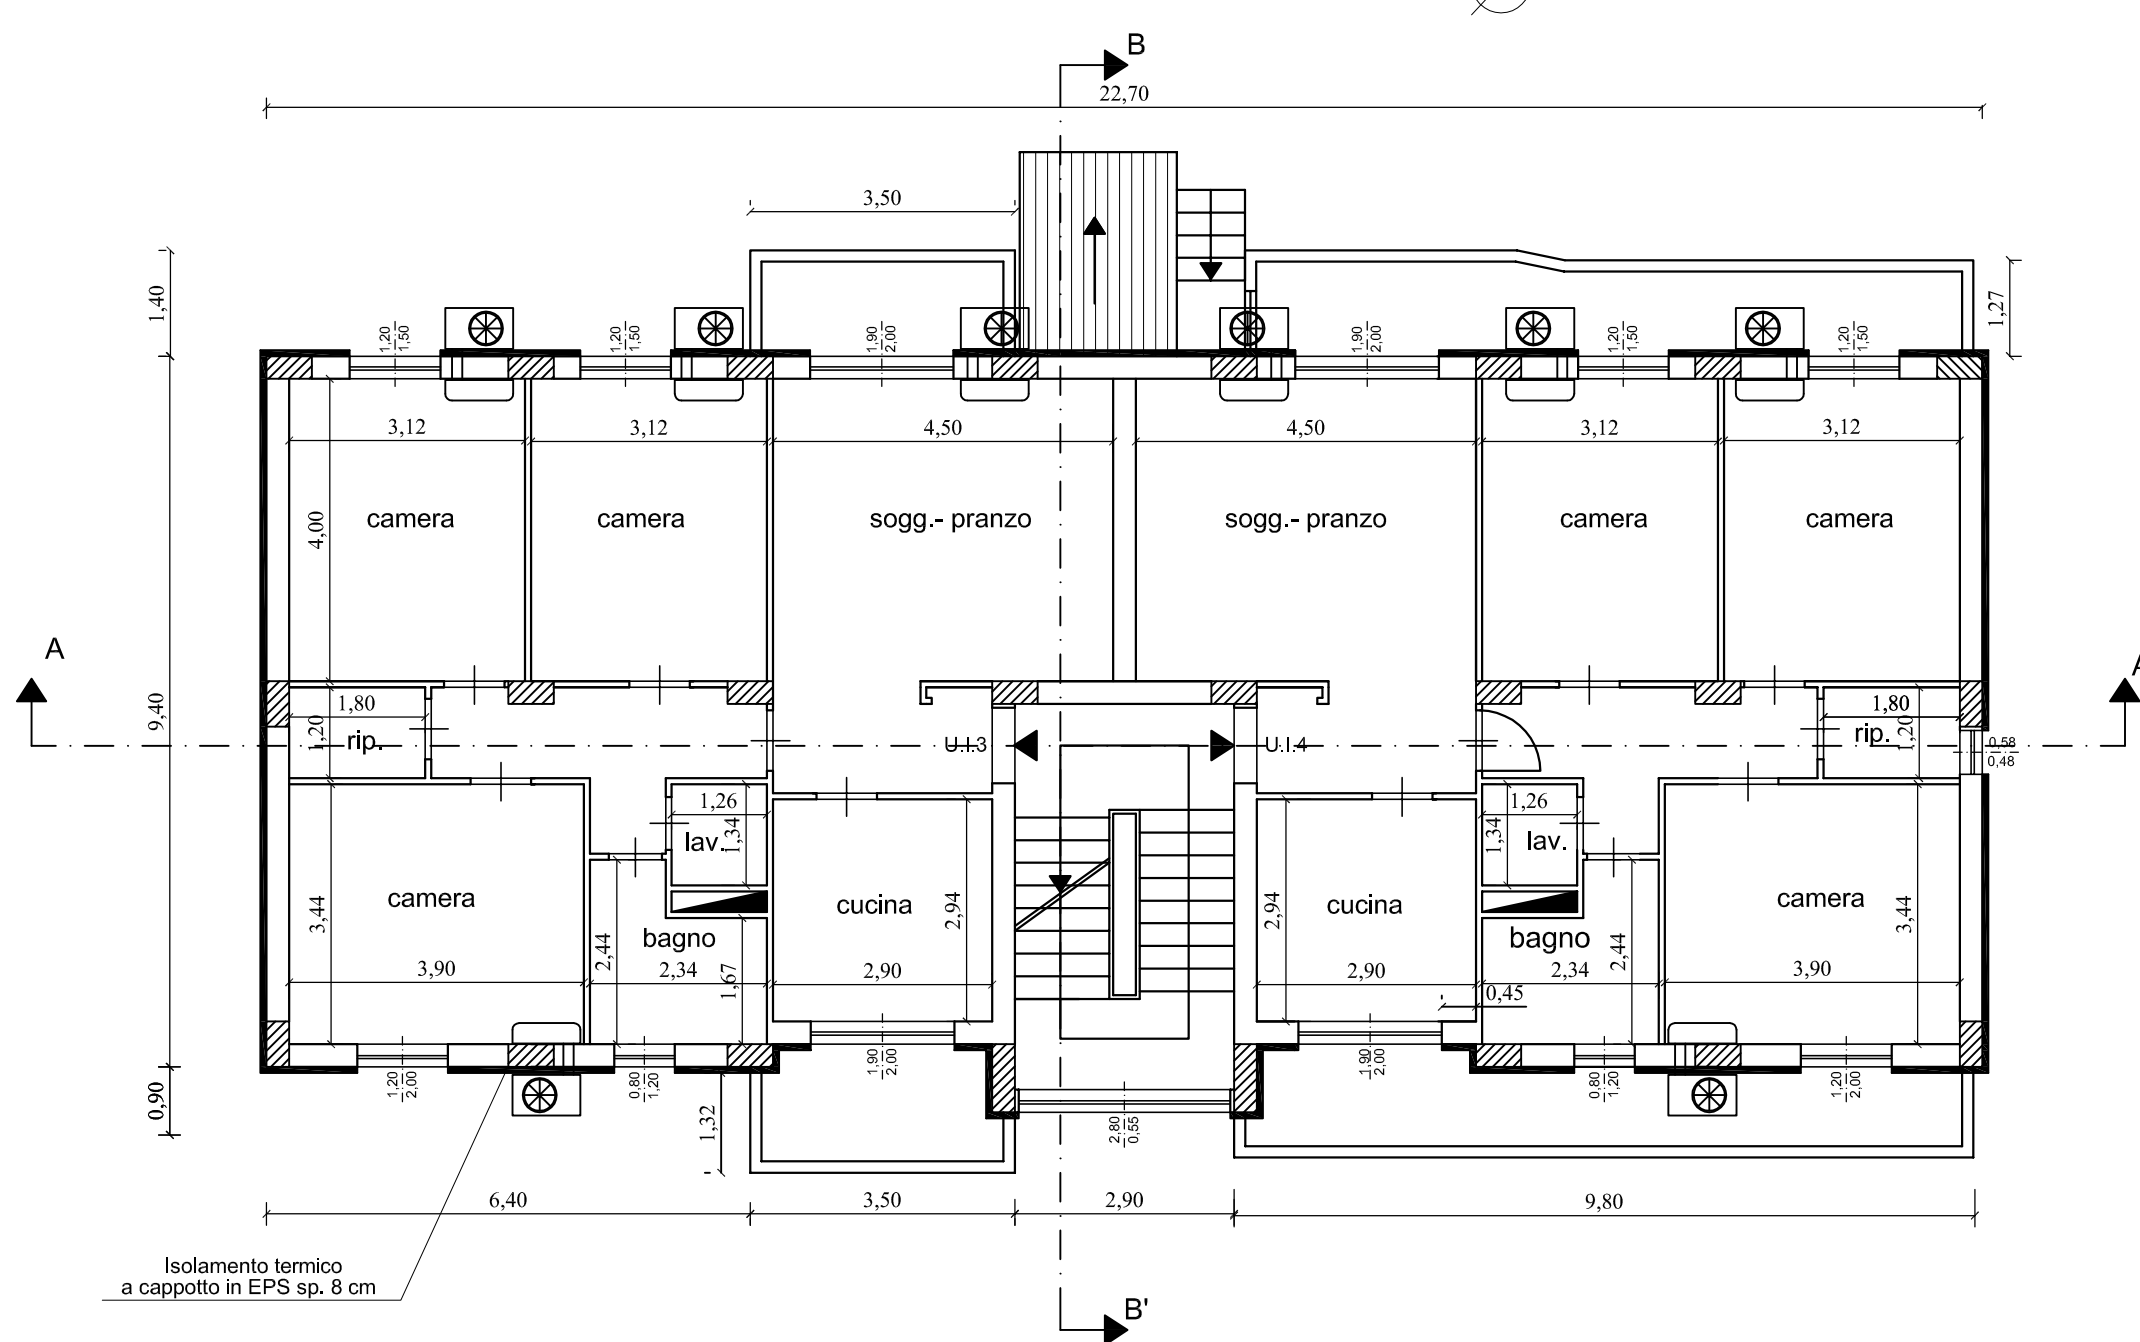 B
22,70
3,50
1,40
1,27
1,20
1,50
1,20
1,50
1,90
2,00
1,90
2,00
1,20
1,50
1,20
1,50
3,12
3,12
4,50
4,50
3,12
3,12
4,00
camera
camera
sogg.- pranzo
sogg.- pranzo
camera
camera
A
9,40
1,80
1,20
rip.
U.I.3
U.I.4
1,80
1,20
rip.
0,58
0,48
1,26
1,34
lav.
1,26
1,34
lav.
camera
3,44
3,90
bagno
2,44
2,34
1,67
cucina
2,94
2,90
cucina
2,94
2,90
0,45
bagno
2,44
2,34
camera
3,44
3,90
0,90
1,20
2,00
0,80
1,20
1,32
1,90
2,00
2,80
0,55
1,90
2,00
0,80
1,20
1,20
2,00
6,40
3,50
2,90
9,80
Isolamento termico
a cappotto in EPS sp. 8 cm
B'